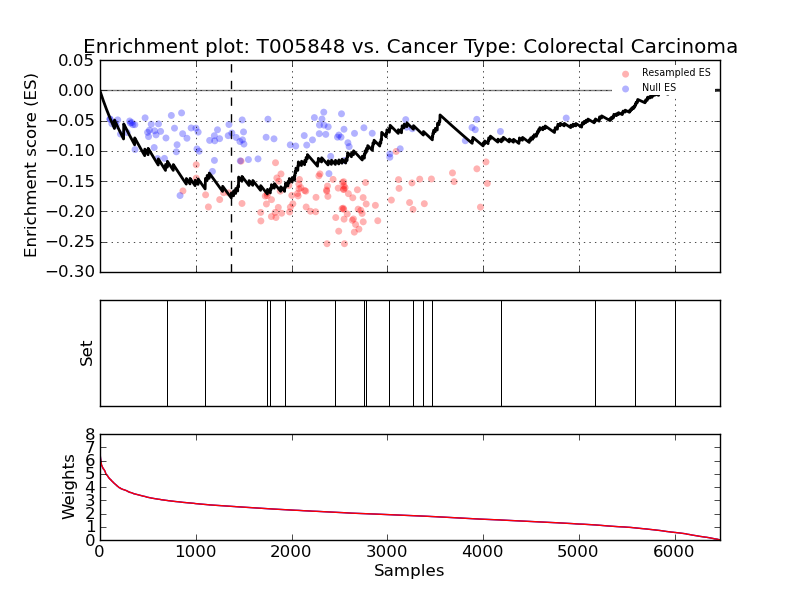 Enrichment plot: T005848 vs. Cancer Type: Colorectal Carcinoma
Enrichment score (ES)
0.05
0.00
−0.05
−0.10
−0.15
−0.20
−0.25
−0.30
Resampled ES
Null ES
Set
Weights
8
7
6
5
4
3
2
1
0
0 1000 2000 3000 4000 5000 6000
Samples